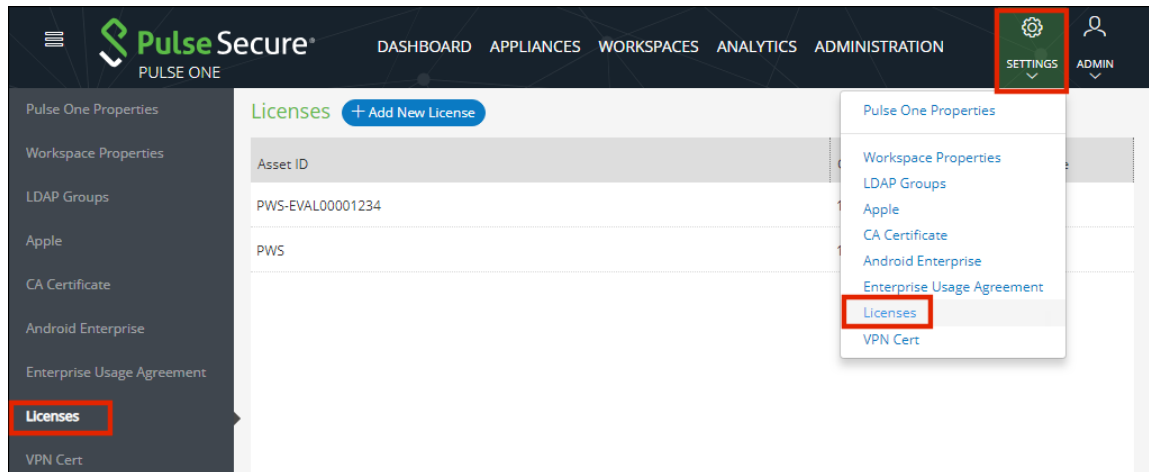 Pulse Secure
PULSE ONE
DASHBOARD APPLIANCES WORKSPACES ANALYTICS ADMINISTRATION
SETTINGS
ADMIN
Pulse One Properties
Workspace Properties
LDAP Groups
Apple
CA Certificate
Android Enterprise
Enterprise Usage Agreement
Licenses
VPN Cert
Licenses + Add New License
Asset ID
PWS-EVAL00001234
PWS
Pulse One Properties
Workspace Properties
LDAP Groups
Apple
CA Certificate
Android Enterprise
Enterprise Usage Agreement
Licenses
VPN Cert